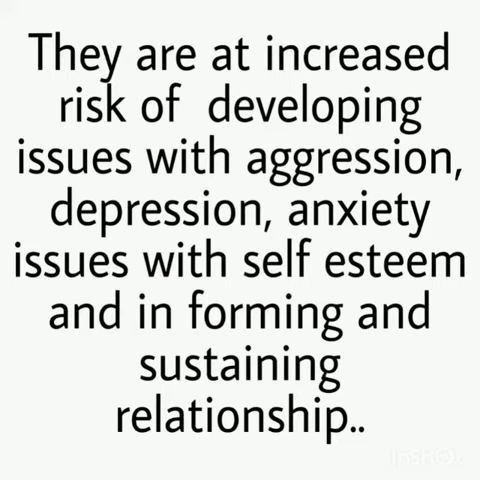 They are at increased
risk of  developing
issues with aggression,
depression, anxiety
issues with self esteem
and in forming and
sustaining
relationship..
InShOt